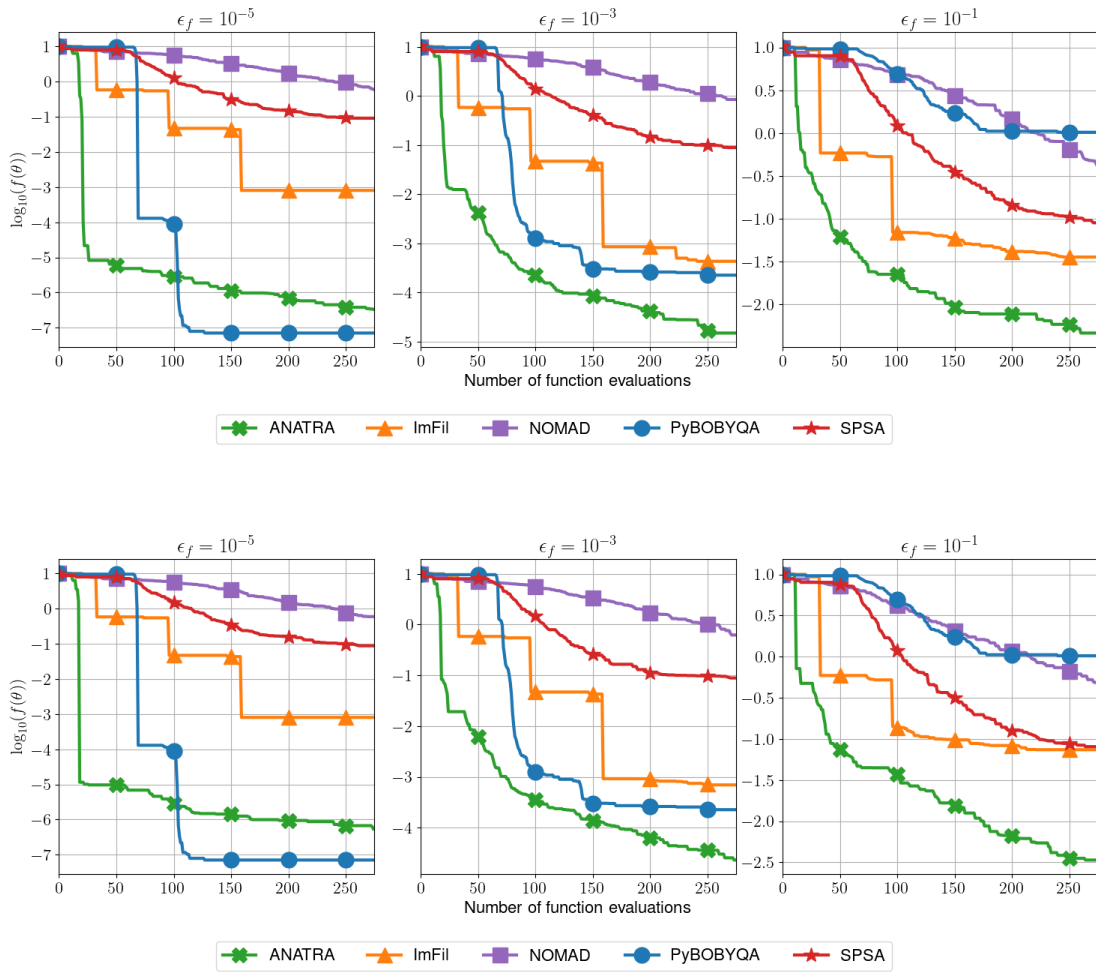 ϵ_f = 10⁻⁵ ϵ_f = 10⁻³ ϵ_f = 10⁻¹
log₁₀(f(θ))
1 0 −1 −2 −3 −4 −5 −6 −7
0 50 100 150 200 250
1 0 −1 −2 −3 −4 −5
0 50 100 150 200 250
1.0 0.5 0.0 −0.5 −1.0 −1.5 −2.0
0 50 100 150 200 250
Number of function evaluations
ANATRA ImFil NOMAD PyBOBYQA SPSA
ϵ_f = 10⁻⁵ ϵ_f = 10⁻³ ϵ_f = 10⁻¹
log₁₀(f(θ))
1 0 −1 −2 −3 −4 −5 −6 −7
0 50 100 150 200 250
1 0 −1 −2 −3 −4
0 50 100 150 200 250
1.0 0.5 0.0 −0.5 −1.0 −1.5 −2.0 −2.5
0 50 100 150 200 250
Number of function evaluations
ANATRA ImFil NOMAD PyBOBYQA SPSA